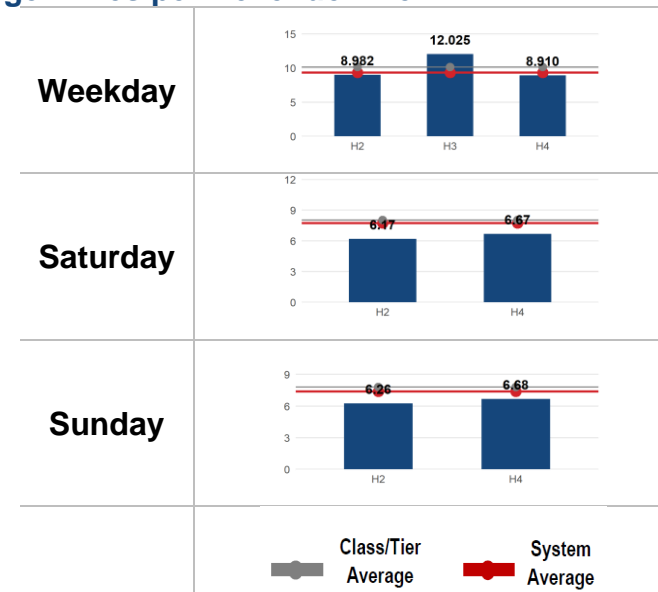 Weekday
15
10
5
0
8.982
12.025
8.910
H2
H3
H4
Saturday
12
9
6
3
0
6.17
6.67
H2
H4
Sunday
9
6
3
0
6.26
6.68
H2
H4
Class/Tier
Average
System
Average